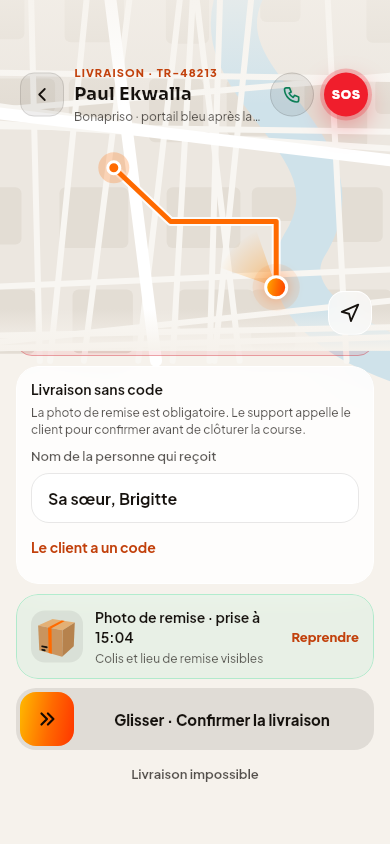 LIVRAISON · TR-48213
Paul Ekwalla
Bonapriso · portail bleu après la…
SOS
Livraison sans code
La photo de remise est obligatoire. Le support appelle le
client pour confirmer avant de clôturer la course.
Nom de la personne qui reçoit
Sa sœur, Brigitte
Le client a un code
Photo de remise · prise à
15:04
Colis et lieu de remise visibles
Reprendre
Glisser · Confirmer la livraison
Livraison impossible